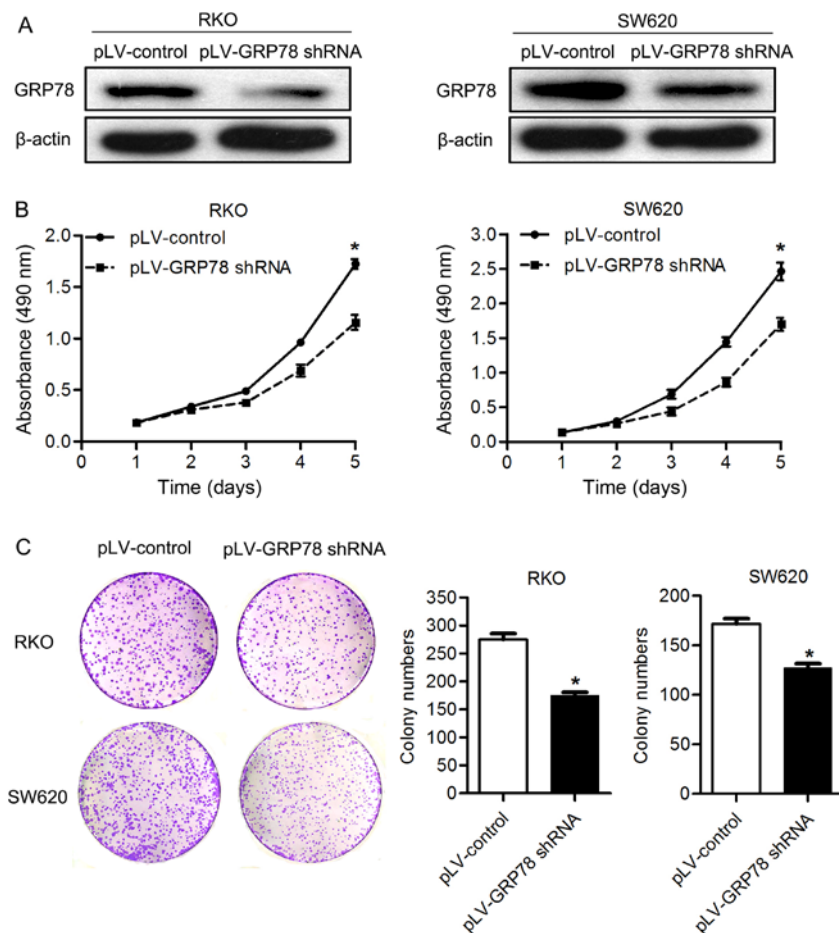 A
RKO
pLV-control pLV-GRP78 shRNA
GRP78
β-actin
SW620
pLV-control pLV-GRP78 shRNA
GRP78
β-actin
B
RKO
pLV-control
pLV-GRP78 shRNA
*
Absorbance (490 nm)
2.0
1.5
1.0
0.5
0.0
0 1 2 3 4 5
Time (days)
SW620
pLV-control
pLV-GRP78 shRNA
*
Absorbance (490 nm)
3.0
2.5
2.0
1.5
1.0
0.5
0.0
0 1 2 3 4 5
Time (days)
C
pLV-control pLV-GRP78 shRNA
RKO
SW620
RKO
Colony numbers
350
300
250
200
150
100
50
0
*
pLV-control
pLV-GRP78 shRNA
SW620
Colony numbers
200
150
100
50
0
*
pLV-control
pLV-GRP78 shRNA